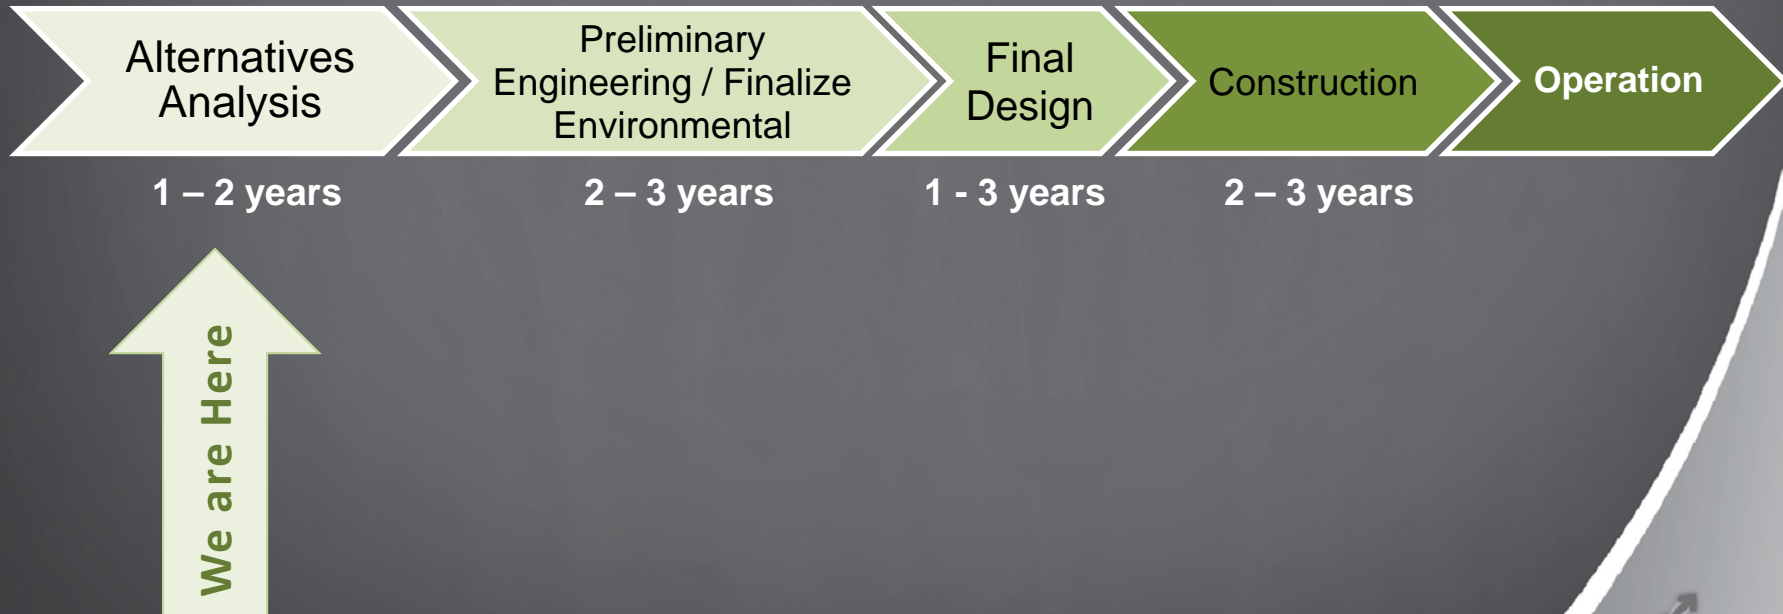 Alternatives
Analysis
Preliminary
Engineering / Finalize
Environmental
Final
Design
Construction
Operation
1 – 2 years
2 – 3 years
1 - 3 years
2 – 3 years
We are Here